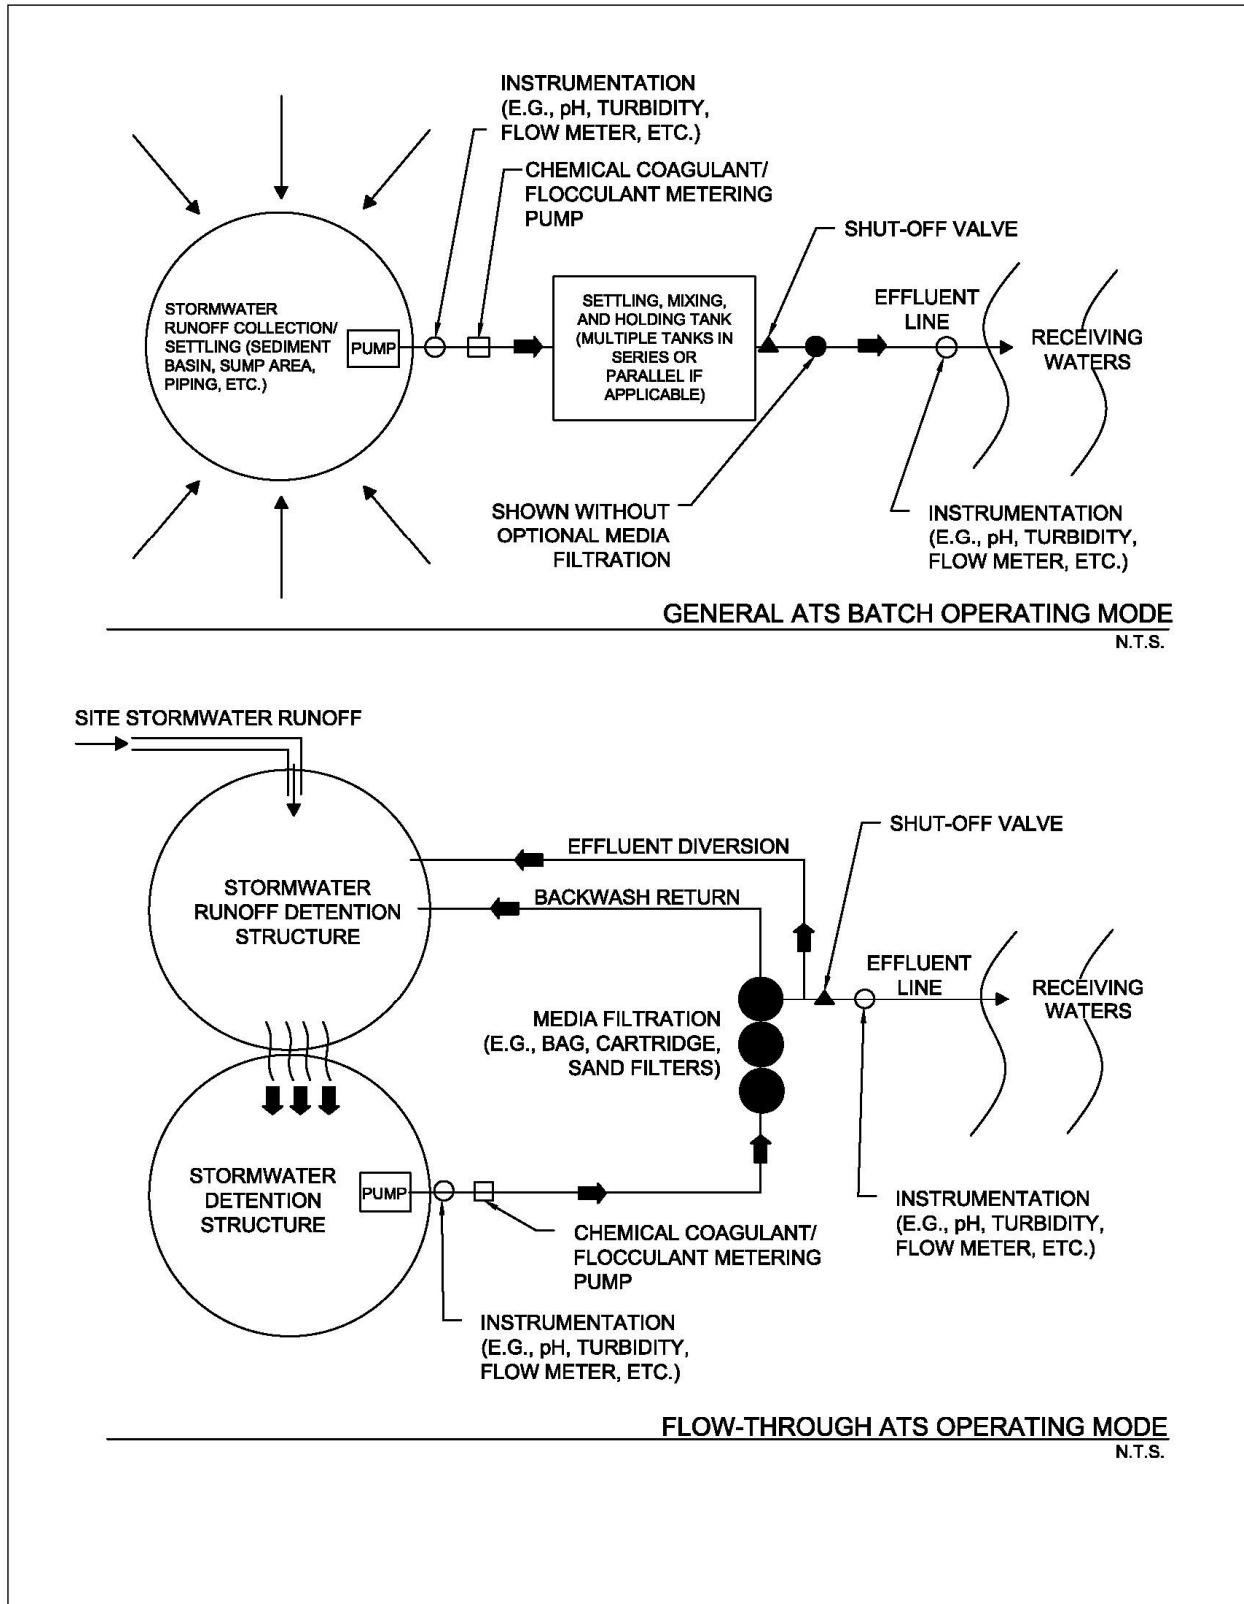 INSTRUMENTATION
(E.G., pH, TURBIDITY,
FLOW METER, ETC.)
CHEMICAL COAGULANT/
FLOCCULANT METERING
PUMP
SHUT-OFF VALVE
STORMWATER
RUNOFF COLLECTION/
SETTLING (SEDIMENT
BASIN, SUMP AREA,
PIPING, ETC.)
PUMP
SETTLING, MIXING,
AND HOLDING TANK
(MULTIPLE TANKS IN
SERIES OR
PARALLEL IF
APPLICABLE)
EFFLUENT
LINE
RECEIVING
WATERS
SHOWN WITHOUT
OPTIONAL MEDIA
FILTRATION
INSTRUMENTATION
(E.G., pH, TURBIDITY,
FLOW METER, ETC.)
GENERAL ATS BATCH OPERATING MODE
N.T.S.
SITE STORMWATER RUNOFF
SHUT-OFF VALVE
EFFLUENT DIVERSION
BACKWASH RETURN
STORMWATER
RUNOFF DETENTION
STRUCTURE
EFFLUENT
LINE
RECEIVING
WATERS
MEDIA FILTRATION
(E.G., BAG, CARTRIDGE,
SAND FILTERS)
STORMWATER
DETENTION
STRUCTURE
PUMP
CHEMICAL COAGULANT/
FLOCCULANT METERING
PUMP
INSTRUMENTATION
(E.G., pH, TURBIDITY,
FLOW METER, ETC.)
INSTRUMENTATION
(E.G., pH, TURBIDITY,
FLOW METER, ETC.)
FLOW-THROUGH ATS OPERATING MODE
N.T.S.